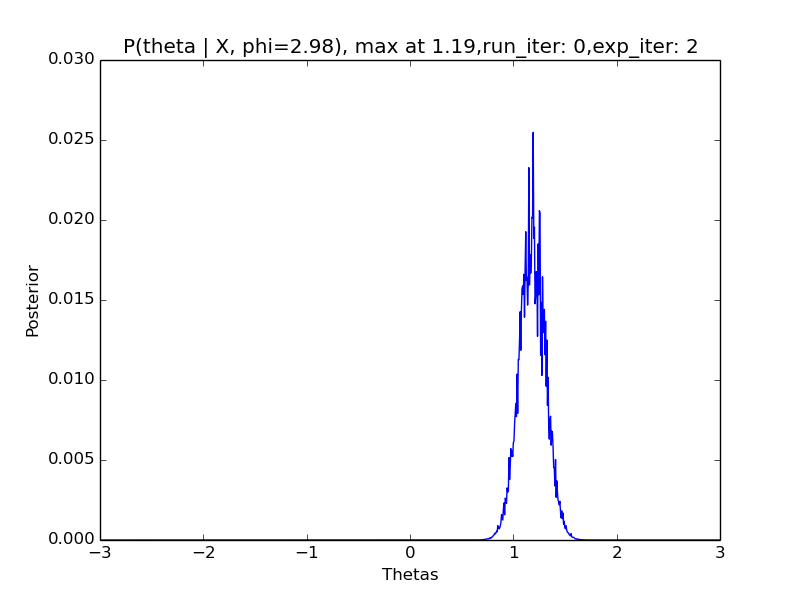 P(theta | X, phi=2.98), max at 1.19,run_iter: 0,exp_iter: 2
0.030
0.025
0.020
0.015
0.010
0.005
0.000
Posterior
−3 −2 −1 0 1 2 3
Thetas